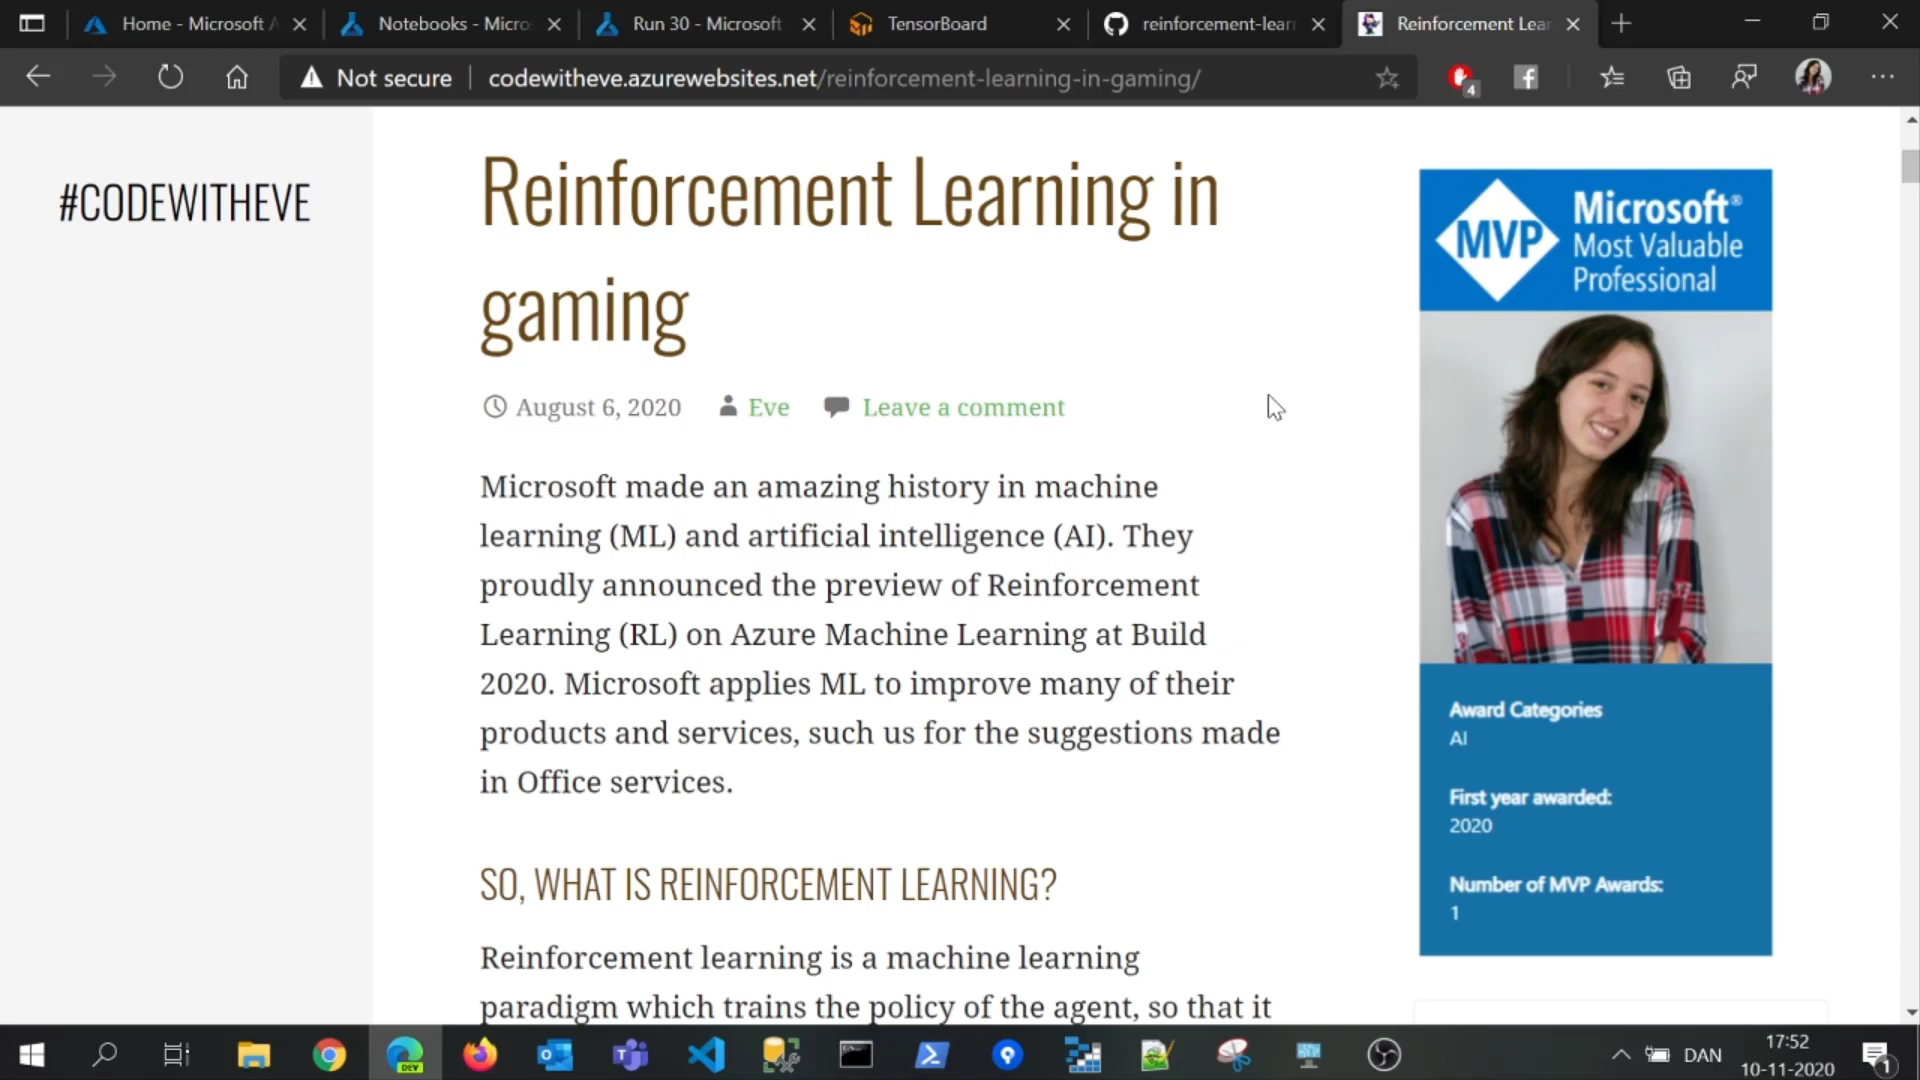 Home - Microsoft A
Notebooks - Micro
Run 30 - Microsoft
TensorBoard
reinforcement-learn
Reinforcement Lear
Not secure
codewitheve.azurewebsites.net/reinforcement-learning-in-gaming/
4
#CODEWITHEVE
Reinforcement Learning in
gaming
August 6, 2020
Eve
Leave a comment
Microsoft made an amazing history in machine
learning (ML) and artificial intelligence (AI). They
proudly announced the preview of Reinforcement
Learning (RL) on Azure Machine Learning at Build
2020. Microsoft applies ML to improve many of their
products and services, such us for the suggestions made
in Office services.
SO, WHAT IS REINFORCEMENT LEARNING?
Reinforcement learning is a machine learning
paradigm which trains the policy of the agent, so that it
MVP
Microsoft®
Most Valuable
Professional
Award Categories
AI
First year awarded:
2020
Number of MVP Awards:
1
DEV
DAN
17:52
10-11-2020
1